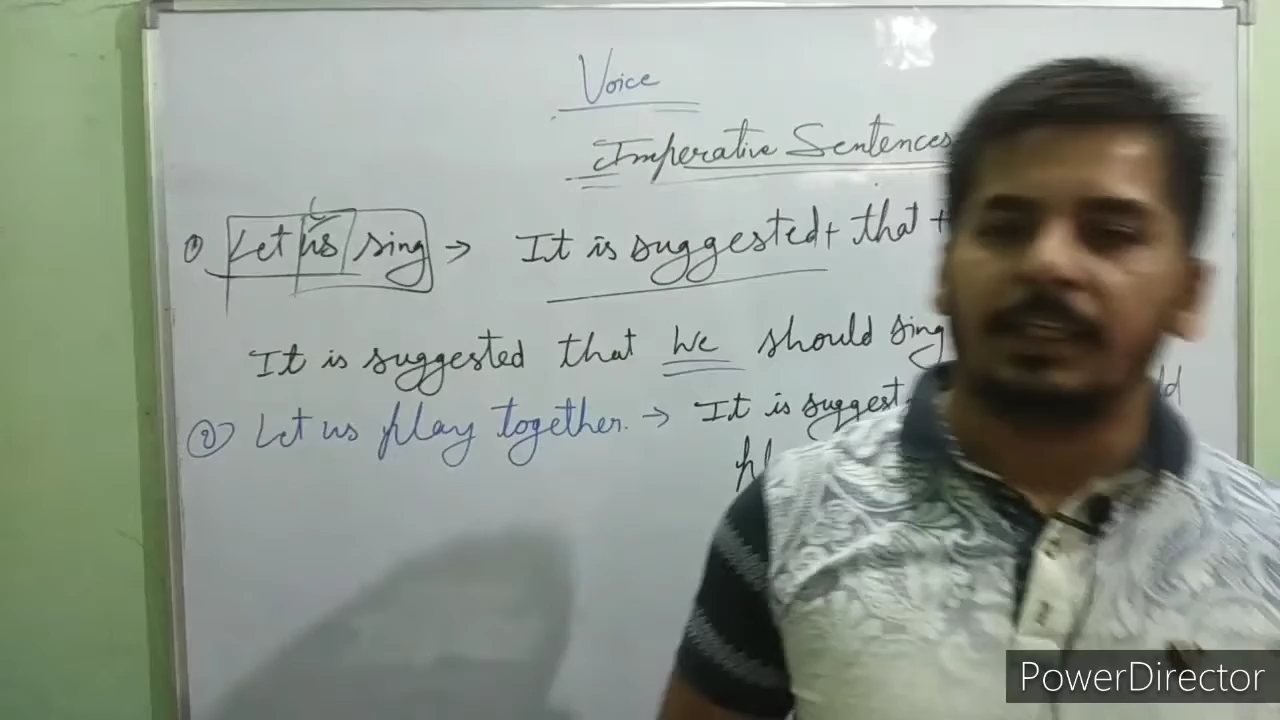 Voice
Imperative Sentences
① Let us sing → It is suggested + that +
It is suggested that we should sing
② Let us play together. → It is suggest
PowerDirector